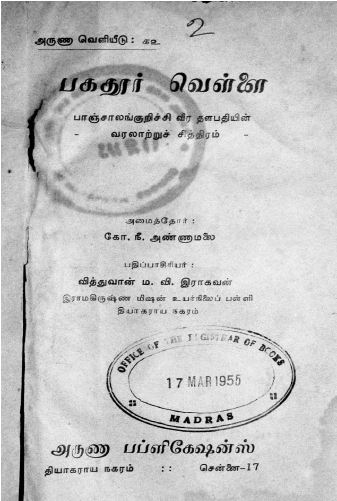 அருணா வெளியீடு: ௧௨
2
பகதூர் வெள்ளை
பாஞ்சாலங்குறிச்சி வீர தளபதியின்
- வரலாற்றுச் சித்திரம் -
அமைத்தோர் :
கோ. நீ. அண்ணாமலை
பதிப்பாசிரியர் :
வித்துவான் ம. வி. இராகவன்
இராமகிருஷ்ண மிஷன் உயர்நிலைப் பள்ளி
தியாகராய நகரம்
OFFICE OF THE REGISTRAR OF BOOKS
17 MAR 1955
MADRAS
அருணா பப்ளிகேஷன்ஸ்
தியாகராய நகரம் :: சென்னை-17